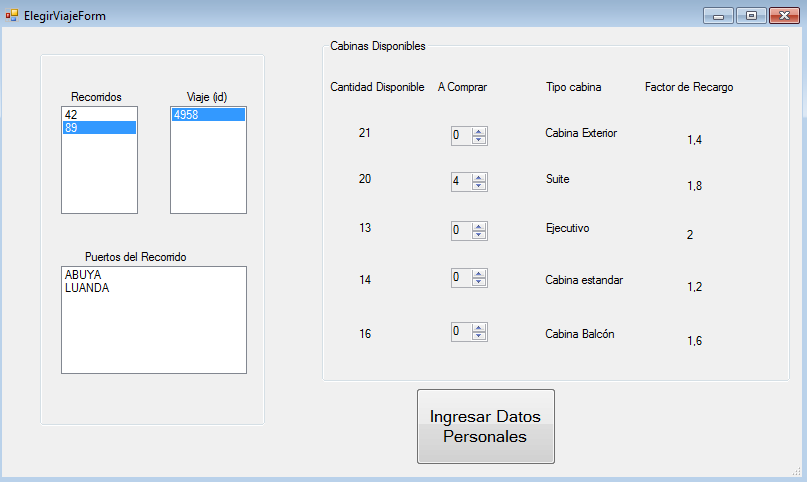 ElegirViajeForm
Recorridos
Viaje (id)
42
89
4958
Puertos del Recorrido
ABUYA
LUANDA
Cabinas Disponibles
Cantidad Disponible A Comprar Tipo cabina Factor de Recargo
21 0 Cabina Exterior 1,4
20 4 Suite 1,8
13 0 Ejecutivo 2
14 0 Cabina estandar 1,2
16 0 Cabina Balcón 1,6
Ingresar Datos
Personales